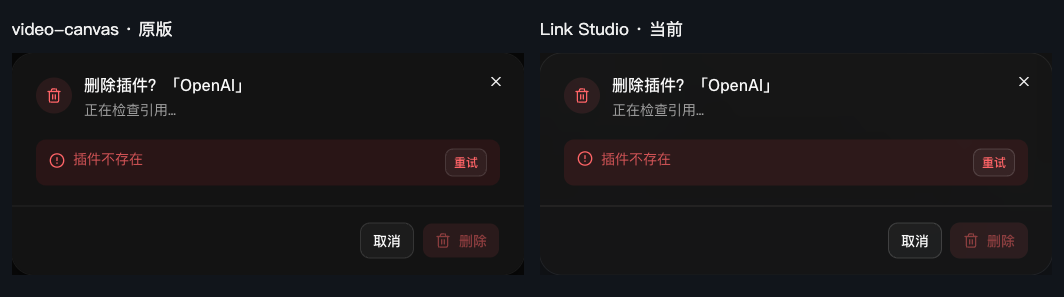 video-canvas · 原版
删除插件？「OpenAI」
正在检查引用…
插件不存在
重试
取消
删除
Link Studio · 当前
删除插件？「OpenAI」
正在检查引用…
插件不存在
重试
取消
删除